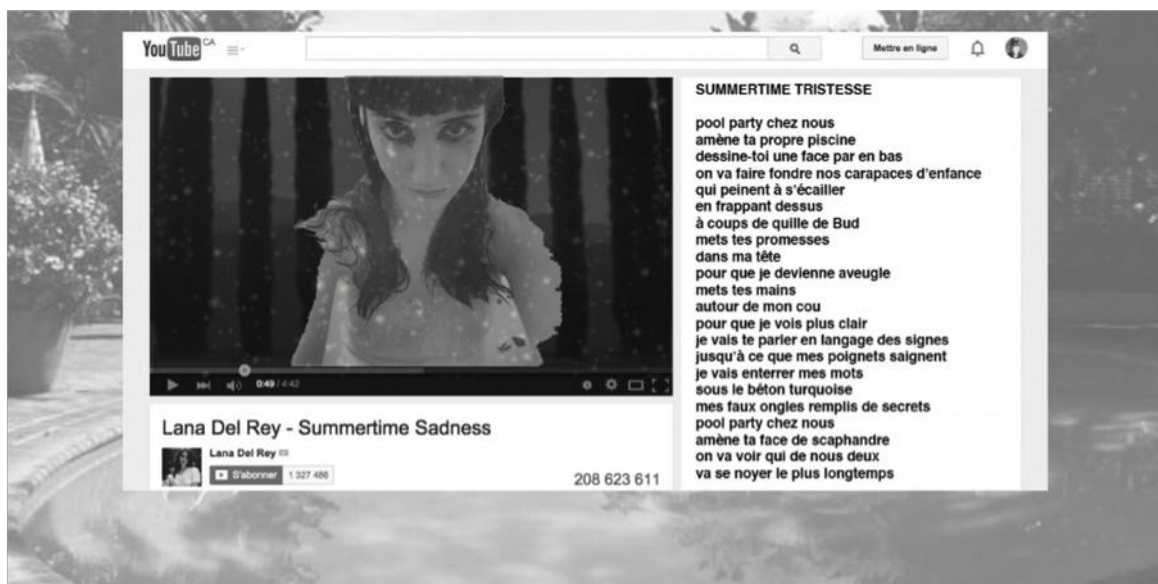 YouTube CA
Mettre en ligne
0:49 / 4:42
Lana Del Rey - Summertime Sadness
Lana Del Rey
S'abonner 1 327 486
208 623 611
SUMMERTIME TRISTESSE
pool party chez nous
amène ta propre piscine
dessine-toi une face par en bas
on va faire fondre nos carapaces d'enfance
qui peinent à s'écailler
en frappant dessus
à coups de quille de Bud
mets tes promesses
dans ma tête
pour que je devienne aveugle
mets tes mains
autour de mon cou
pour que je vois plus clair
je vais te parler en langage des signes
jusqu'à ce que mes poignets saignent
je vais enterrer mes mots
sous le béton turquoise
mes faux ongles remplis de secrets
pool party chez nous
amène ta face de scaphandre
on va voir qui de nous deux
va se noyer le plus longtemps